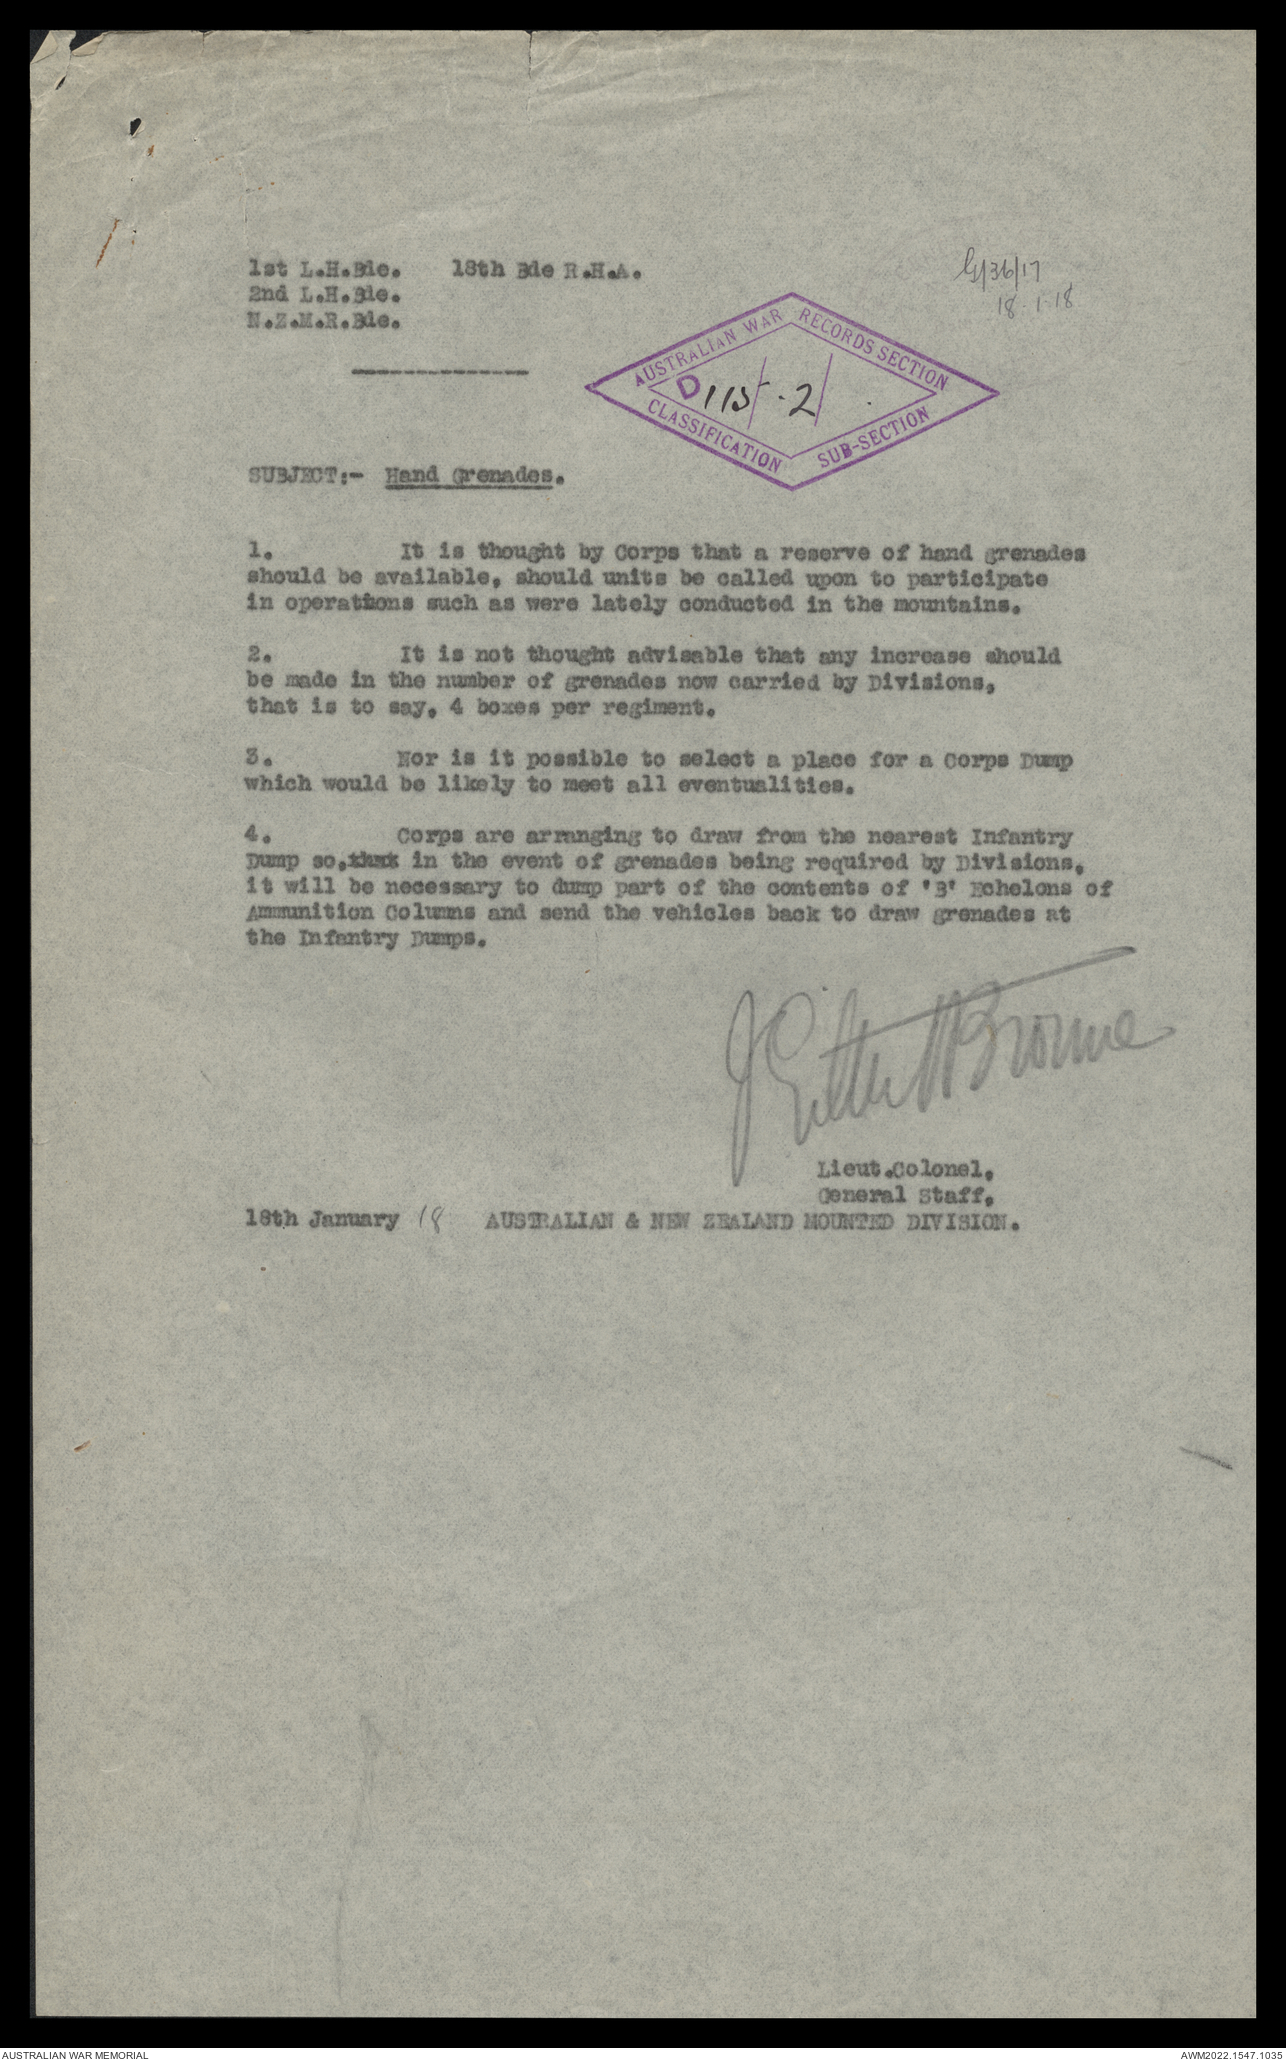 1st L.H.Bde.    18th Bde R.H.A.
2nd L.H.Bde.
N.Z.M.R.Bde.
G/36/17
18.1.18
AUSTRALIAN WAR RECORDS SECTION
D 115/ - 2/ .
CLASSIFICATION SUB-SECTION
SUBJECT:- Hand Grenades.
1. It is thought by Corps that a reserve of hand grenades
should be available, should units be called upon to participate
in operations such as were lately conducted in the mountains.
2. It is not thought advisable that any increase should
be made in the number of grenades now carried by Divisions,
that is to say, 4 boxes per regiment.
3. Nor is it possible to select a place for a Corps Dump
which would be likely to meet all eventualities.
4. Corps are arranging to draw from the nearest Infantry
Dump so, in the event of grenades being required by Divisions,
it will be necessary to dump part of the contents of 'B' Echelons of
Ammunition Columns and send the vehicles back to draw grenades at
the Infantry Dumps.
Browne
Lieut.Colonel,
General Staff,
18th January 18 AUSTRALIAN & NEW ZEALAND MOUNTED DIVISION.
AUSTRALIAN WAR MEMORIAL
AWM2022.1547.1035